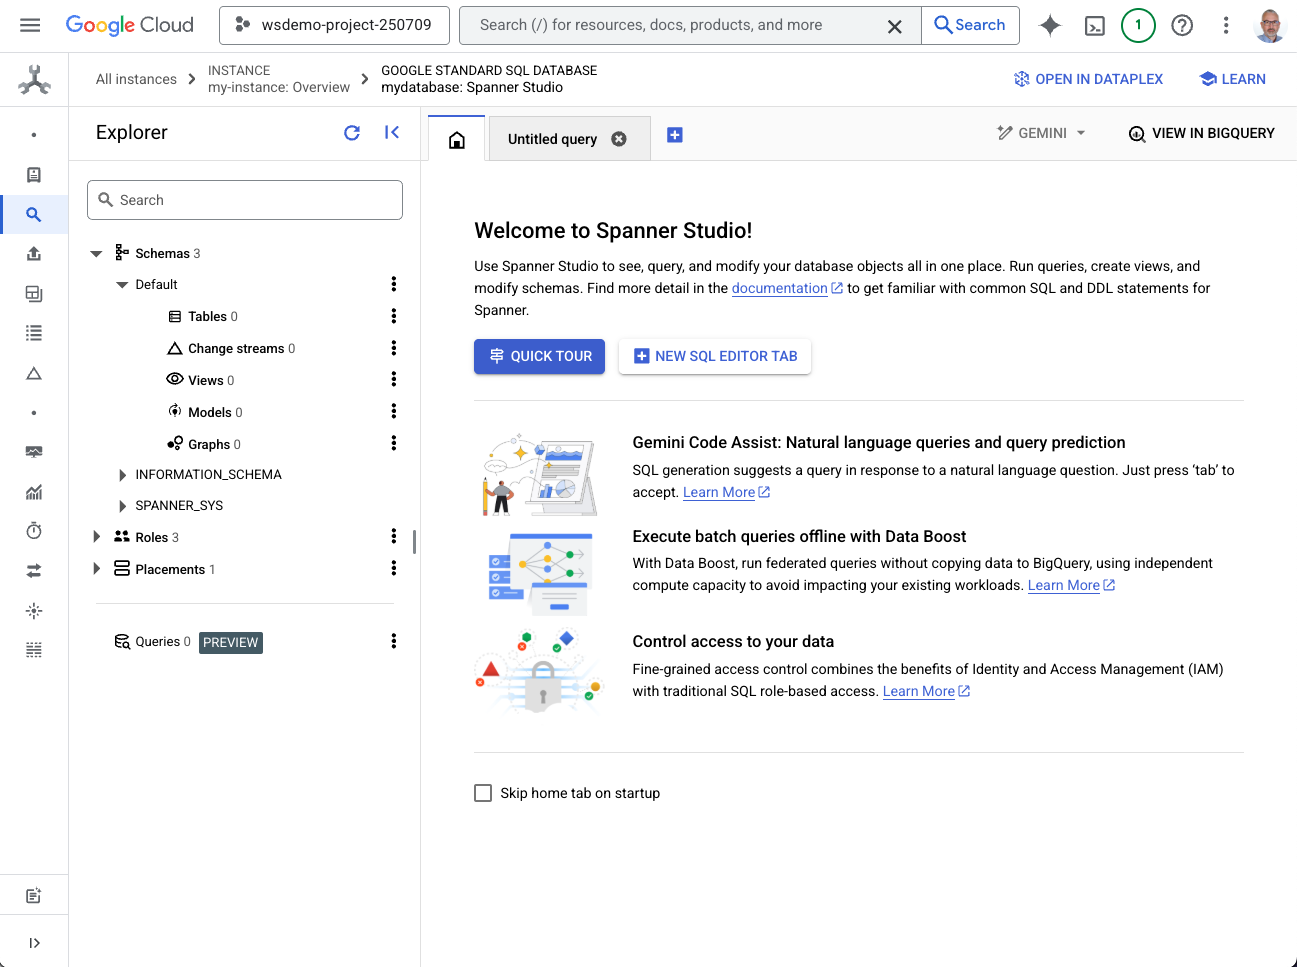 Google Cloud
wsdemo-project-250709
Search (/) for resources, docs, products, and more
Search
1
All instances
INSTANCE
my-instance: Overview
GOOGLE STANDARD SQL DATABASE
mydatabase: Spanner Studio
OPEN IN DATAPLEX
LEARN
Explorer
Untitled query
GEMINI
VIEW IN BIGQUERY
Search
Schemas 3
Default
Tables 0
Change streams 0
Views 0
Models 0
Graphs 0
INFORMATION_SCHEMA
SPANNER_SYS
Roles 3
Placements 1
Queries 0 PREVIEW
Welcome to Spanner Studio!
Use Spanner Studio to see, query, and modify your database objects all in one place. Run queries, create views, and
modify schemas. Find more detail in the documentation to get familiar with common SQL and DDL statements for
Spanner.
QUICK TOUR
NEW SQL EDITOR TAB
Gemini Code Assist: Natural language queries and query prediction
SQL generation suggests a query in response to a natural language question. Just press ‘tab’ to
accept. Learn More
Execute batch queries offline with Data Boost
With Data Boost, run federated queries without copying data to BigQuery, using independent
compute capacity to avoid impacting your existing workloads. Learn More
Control access to your data
Fine-grained access control combines the benefits of Identity and Access Management (IAM)
with traditional SQL role-based access. Learn More
Skip home tab on startup